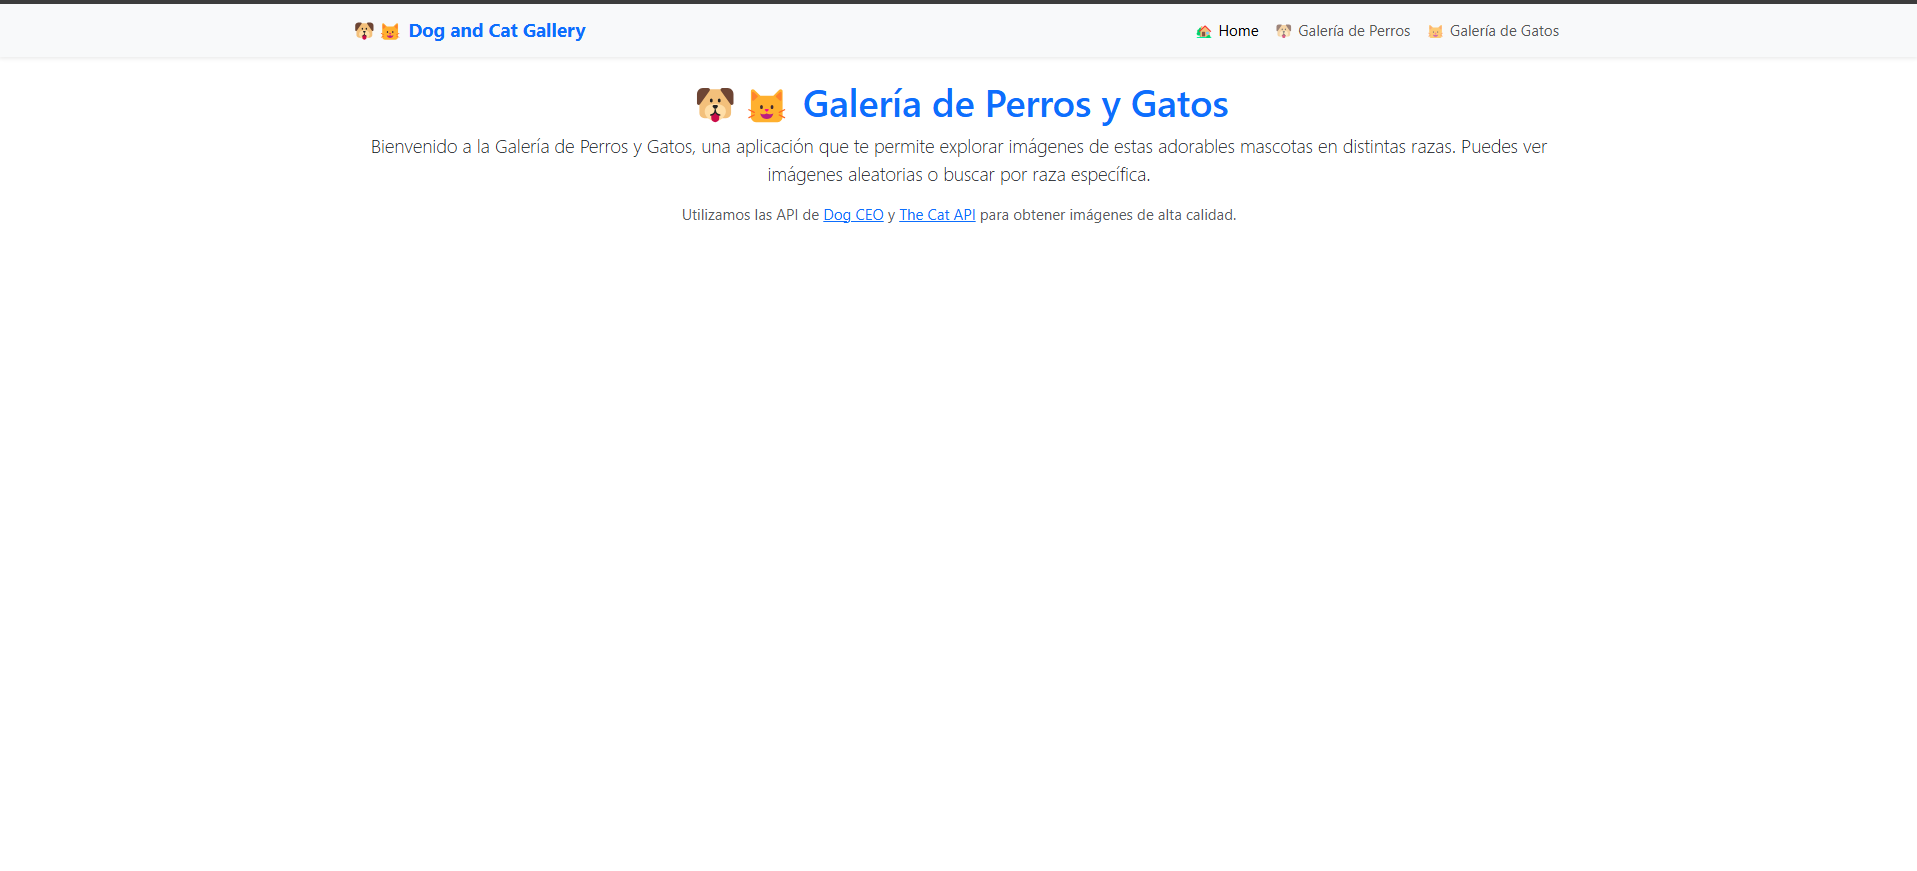 🐶 🐱 Dog and Cat Gallery
🏠 Home 🐶 Galería de Perros 🐱 Galería de Gatos
🐶 🐱 Galería de Perros y Gatos
Bienvenido a la Galería de Perros y Gatos, una aplicación que te permite explorar imágenes de estas adorables mascotas en distintas razas. Puedes ver
imágenes aleatorias o buscar por raza específica.
Utilizamos las API de Dog CEO y The Cat API para obtener imágenes de alta calidad.